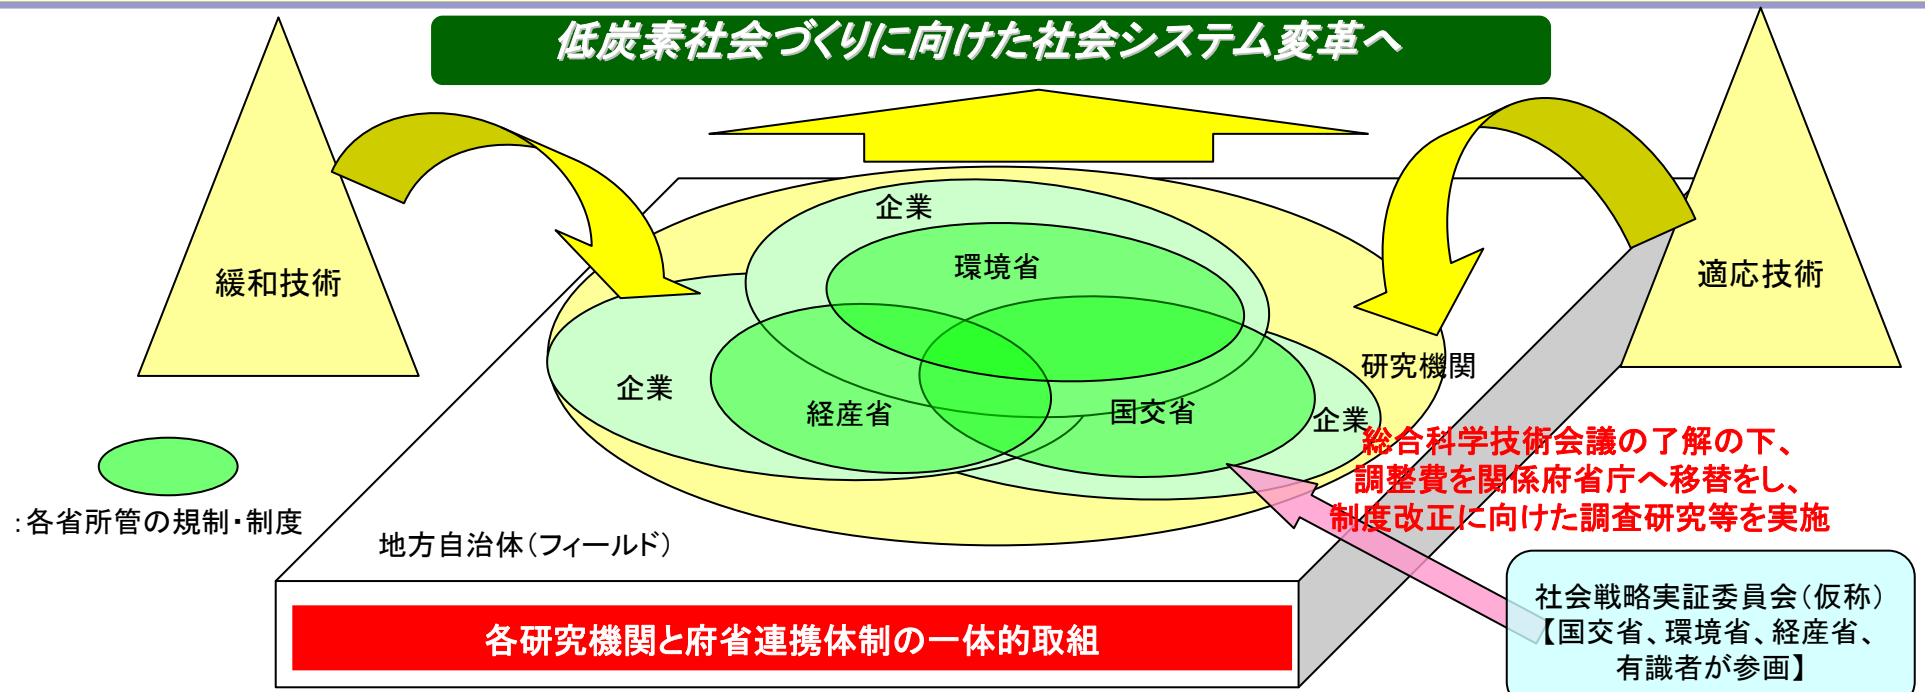 低炭素社会づくりに向けた社会システム変革へ
緩和技術
適応技術
企業
環境省
研究機関
企業
経産省
国交省
企業
総合科学技術会議の了解の下、
調整費を関係府省庁へ移替をし、
制度改正に向けた調査研究等を実施
：各省所管の規制・制度
地方自治体（フィールド）
各研究機関と府省連携体制の一体的取組
社会戦略実証委員会（仮称）
【国交省、環境省、経産省、
有識者が参画】